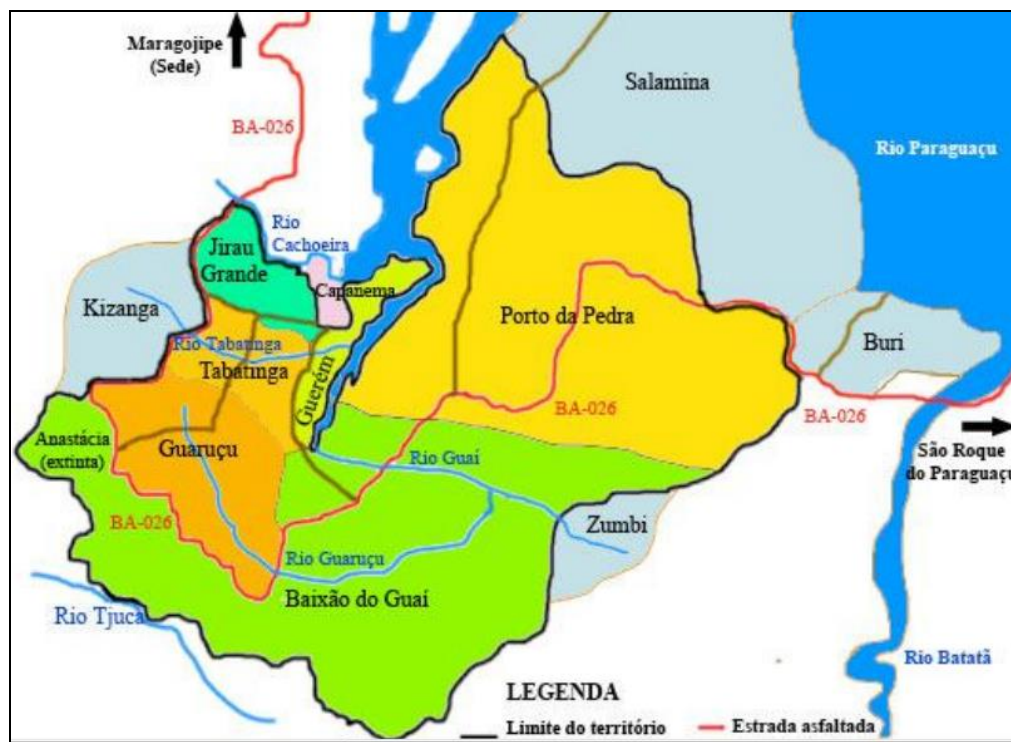 Maragojipe
(Sede)
Salamina
BA-026
Rio Paraguaçu
Rio
Cachoeira
Jirau
Grande
Capanema
Kizanga
Porto da Pedra
Buri
Rio Tabatinga
Tabatinga
Guerém
BA-026
BA-026
Anastácia
(extinta)
Guaruçu
Rio Guaí
São Roque
do Paraguaçu
BA-026
Zumbi
Rio Guaruçu
Baixão do Guaí
Rio Tjuca
Rio Batatã
LEGENDA
Limite do território
Estrada asfaltada